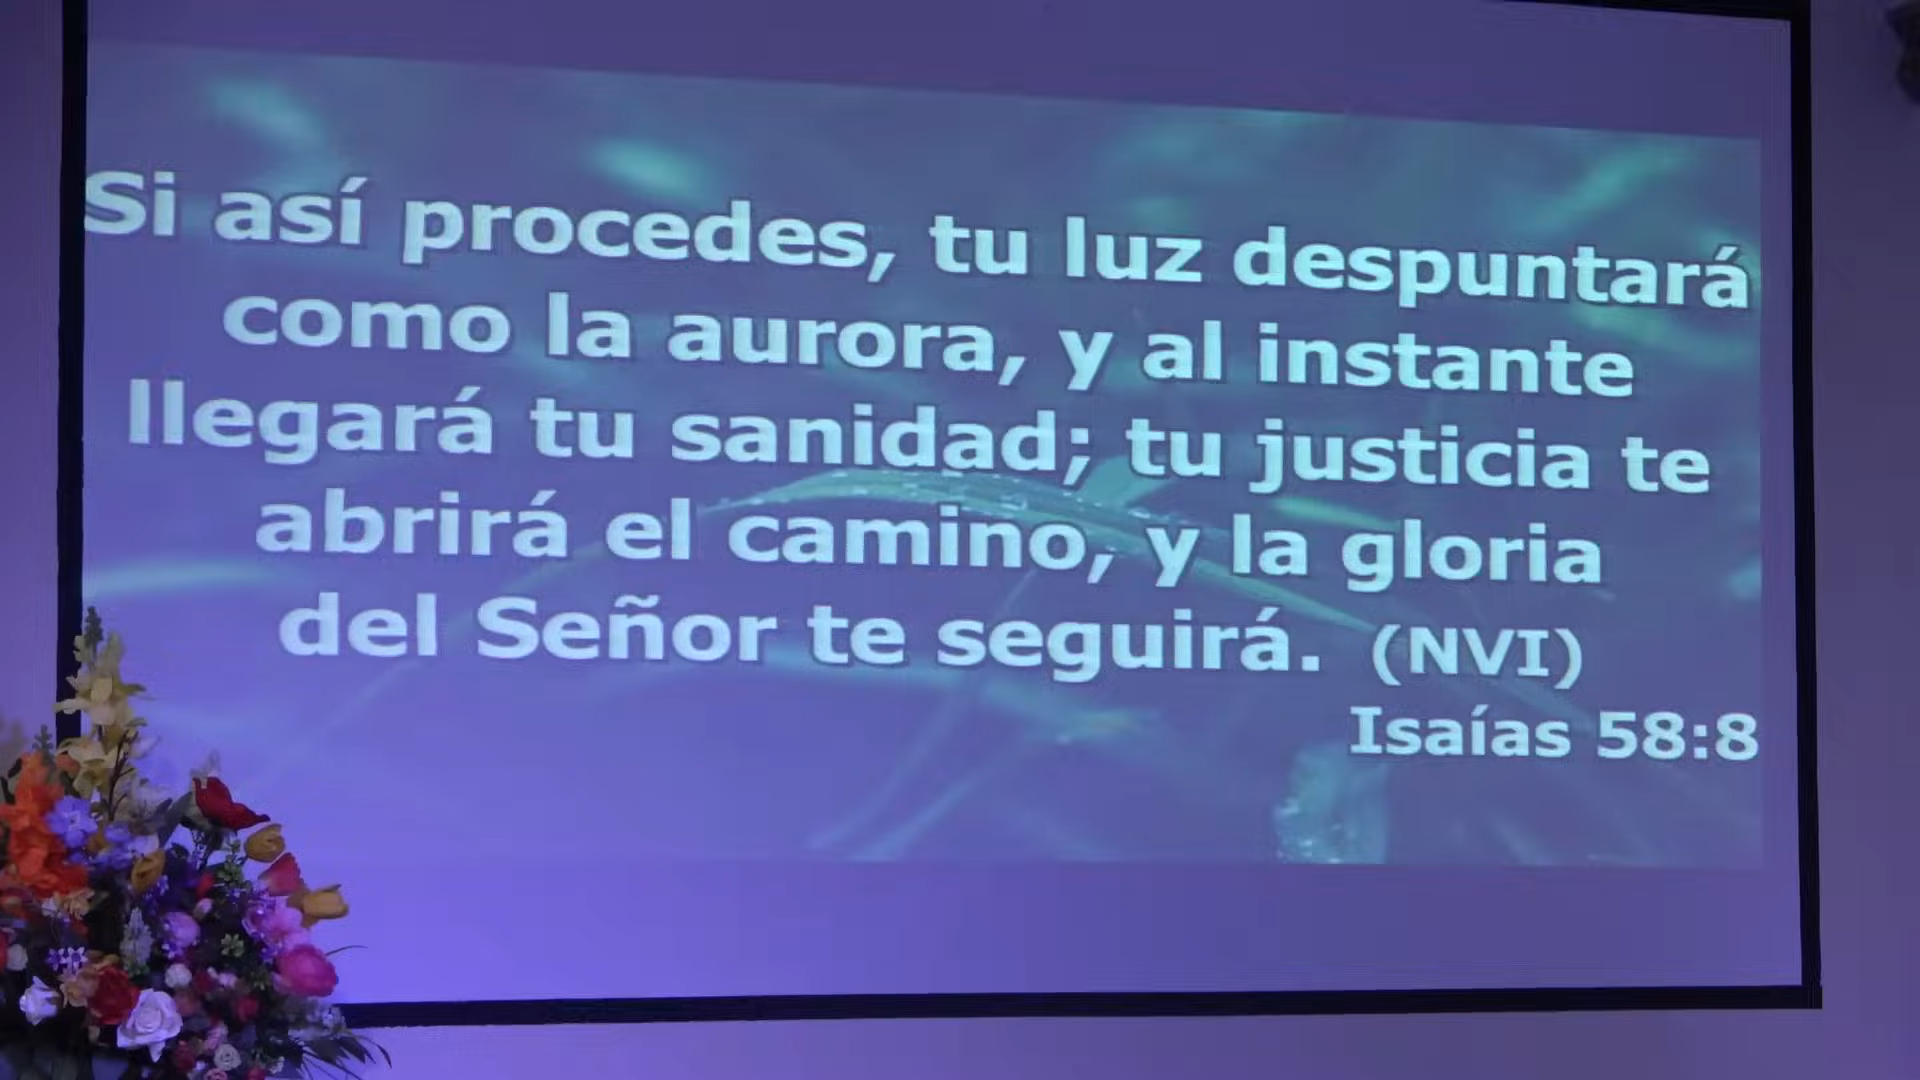 Si así procedes, tu luz despuntará
como la aurora, y al instante
llegará tu sanidad; tu justicia te
abrirá el camino, y la gloria
del Señor te seguirá. (NVI)
Isaías 58:8